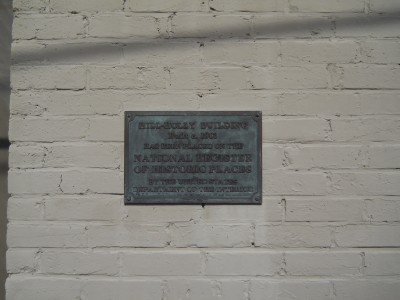 BUILDING
HAS BEEN PLACED ON THE
NATIONAL REGISTER
OF HISTORIC PLACES
BY THE UNITED STATES
DEPARTMENT OF THE INTERIOR